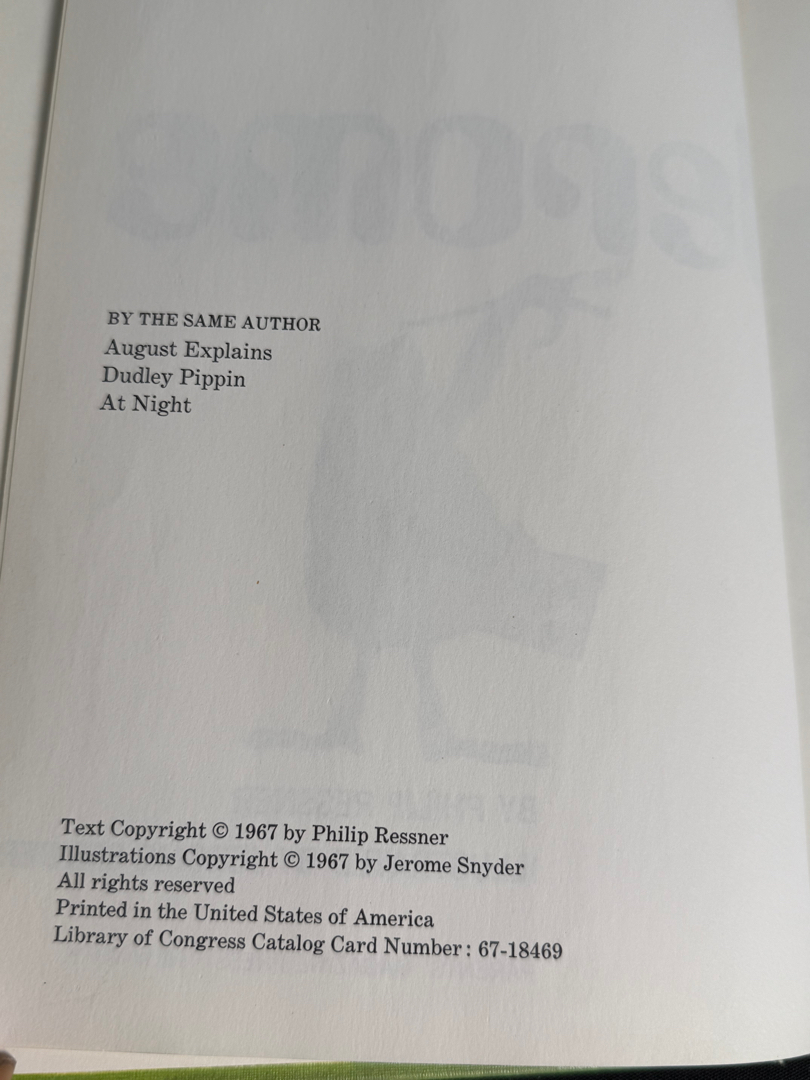 BY THE SAME AUTHOR
August Explains
Dudley Pippin
At Night
Text Copyright © 1967 by Philip Ressner
Illustrations Copyright © 1967 by Jerome Snyder
All rights reserved
Printed in the United States of America
Library of Congress Catalog Card Number: 67-18469